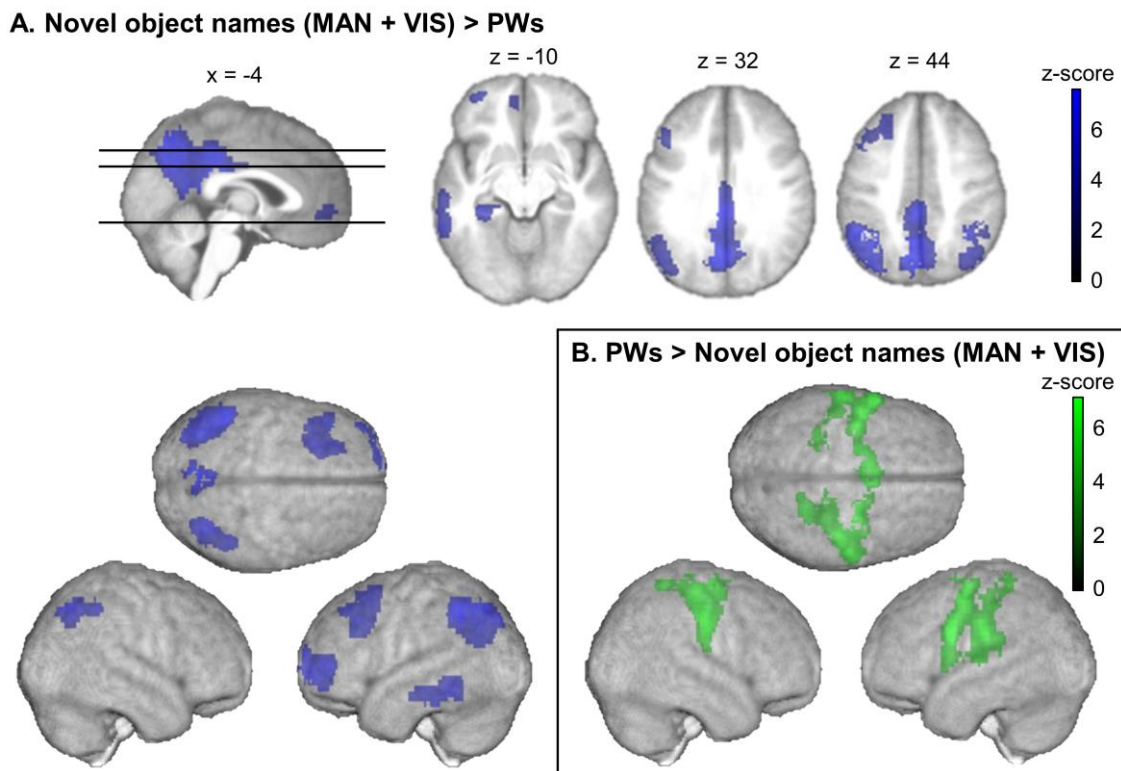 A. Novel object names (MAN + VIS) > PWs
x = -4
z = -10
z = 32
z = 44
z-score
6
4
2
0
B. PWs > Novel object names (MAN + VIS)
z-score
6
4
2
0